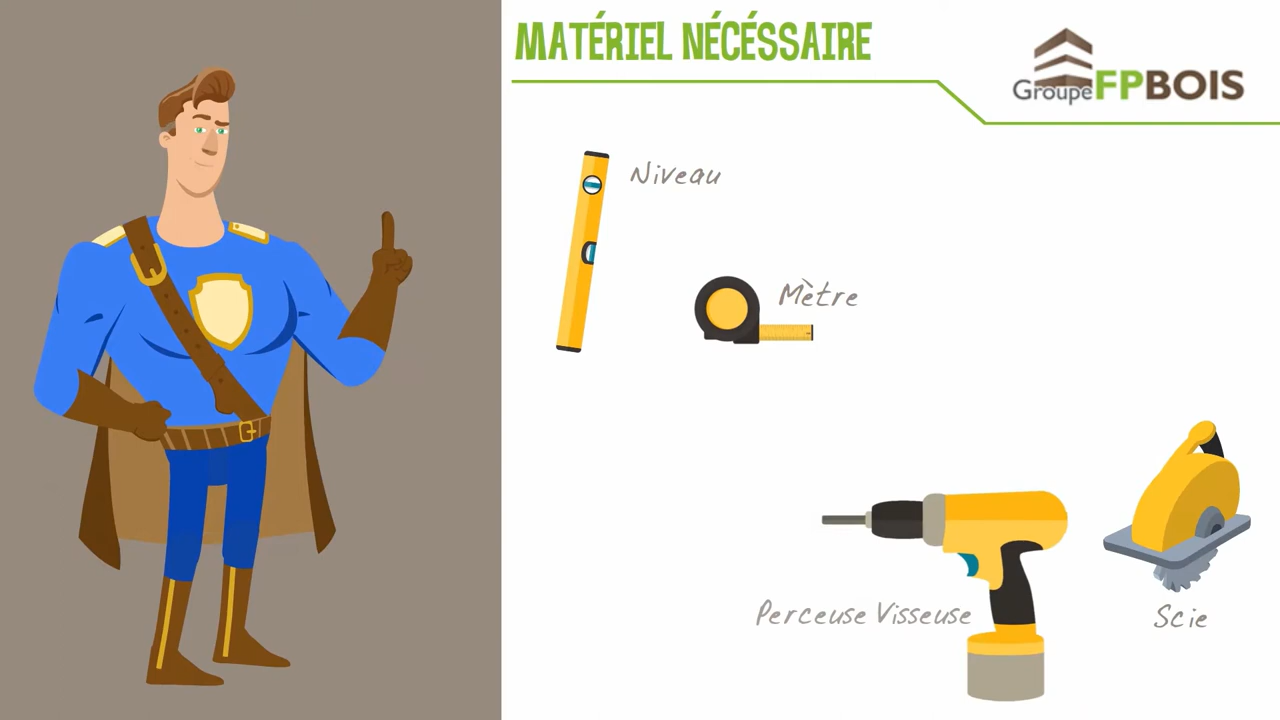 MATÉRIEL NÉCÉSSAIRE
Groupe FPBOIS
Niveau
Mètre
Perceuse Visseuse
Scie